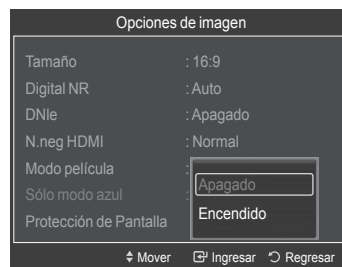 Opciones de imagen
Tamaño : 16:9
Digital NR : Auto
DNIe : Apagado
N.neg HDMI : Normal
Modo película :
Apagado
Sólo modo azul :
Encendido
Protección de Pantalla
Mover Ingresar Regresar